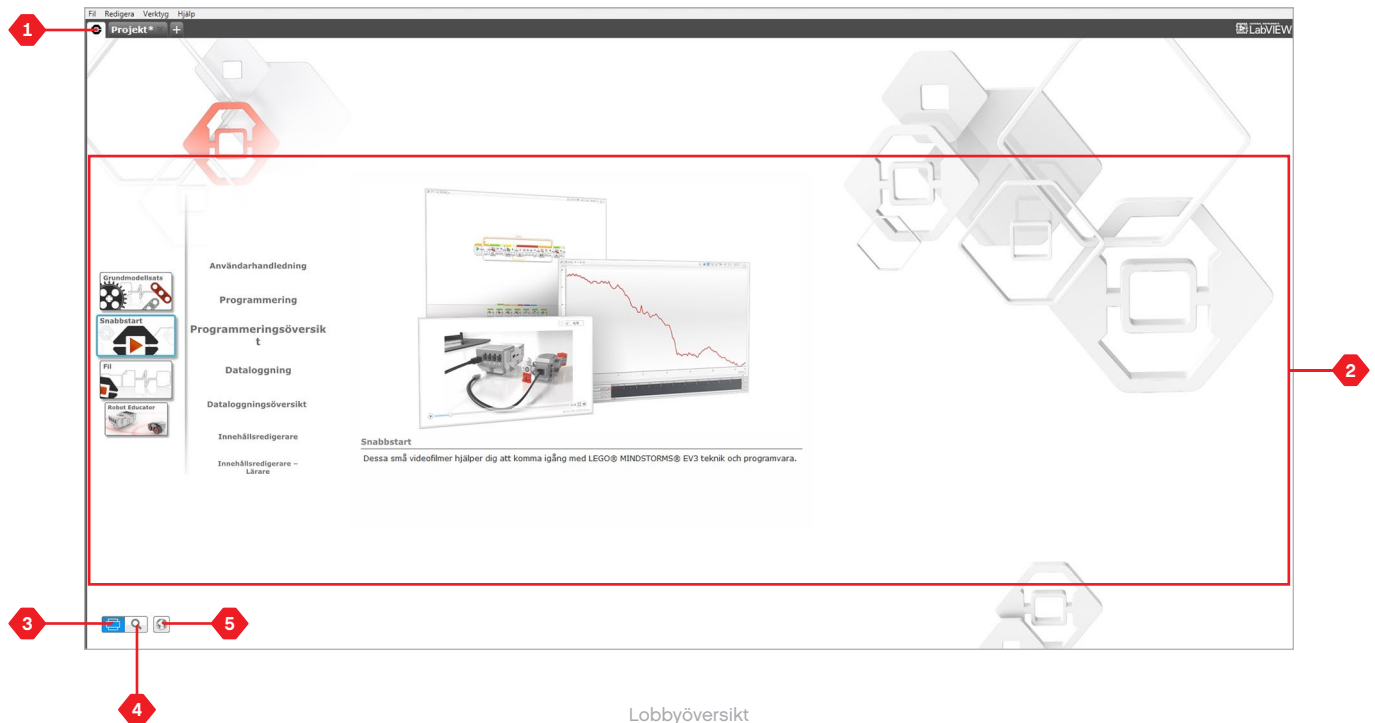 Fil Redigera Verktyg Hjälp
1
Projekt* +
LabVIEW
Användarhandledning
Grundmodellsats
Programmering
Snabbstart
Programmeringsöversik
t
Fil
Dataloggning
2
Robot Educator
Dataloggningsöversikt
Innehållsredigerare
Innehållsredigerare –
Lärare
Snabbstart
Dessa små videofilmer hjälper dig att komma igång med LEGO® MINDSTORMS® EV3 teknik och programvara.
3
5
4
Lobbyöversikt